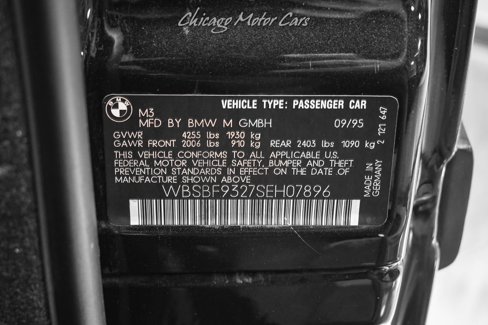 Chicago Motor Cars
BMW
VEHICLE TYPE: PASSENGER CAR
M3
MFD BY BMW M GMBH 09/95
GVWR 4255 lbs 1930 kg
GAWR FRONT 2006 lbs 910 kg REAR 2403 lbs 1090 kg
THIS VEHICLE CONFORMS TO ALL APPLICABLE U.S.
FEDERAL MOTOR VEHICLE SAFETY, BUMPER, AND THEFT
PREVENTION STANDARDS IN EFFECT ON THE DATE OF
MANUFACTURE SHOWN ABOVE
WBSBF9327SEH07896
MADE IN
GERMANY
2 121 647